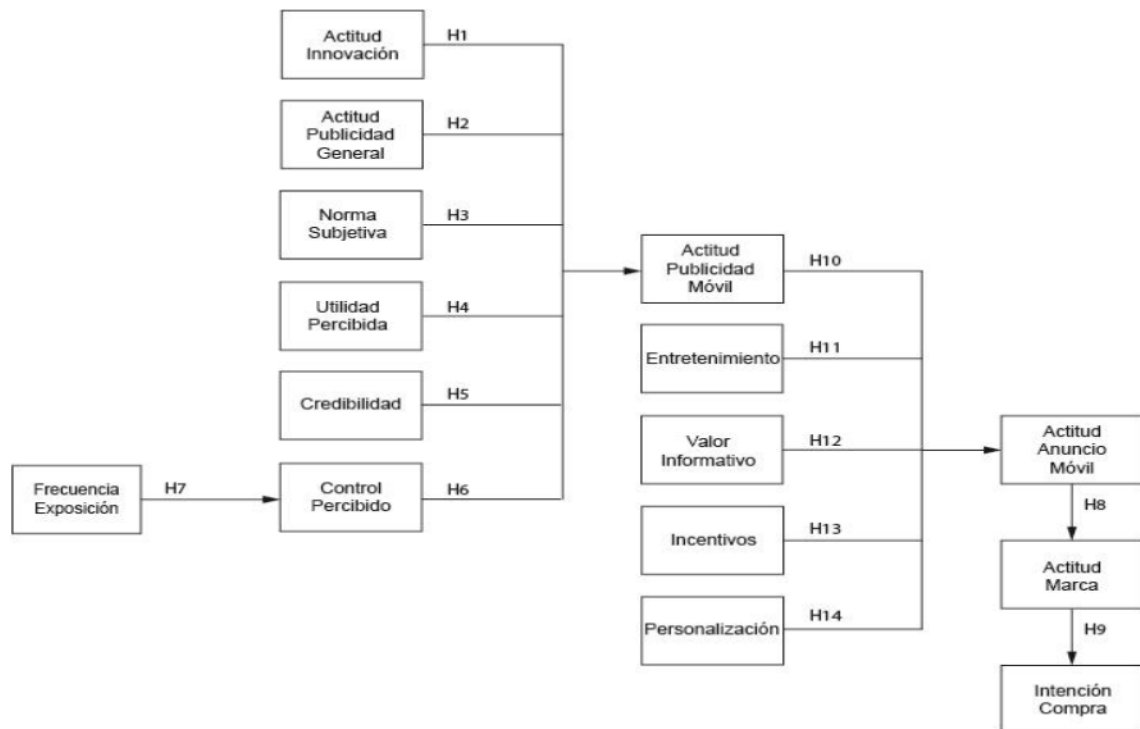 Actitud
Innovación
H1
Actitud
Publicidad
General
H2
Norma
Subjetiva
H3
Utilidad
Percibida
H4
Credibilidad
H5
Frecuencia
Exposición
H7
Control
Percibido
H6
Actitud
Publicidad
Móvil
H10
Entretenimiento
H11
Valor
Informativo
H12
Incentivos
H13
Personalización
H14
Actitud
Anuncio
Móvil
H8
Actitud
Marca
H9
Intención
Compra